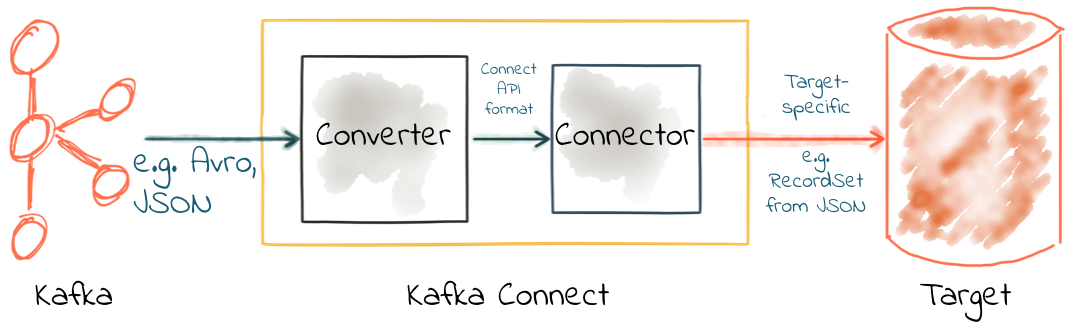 e.g. Avro,
JSON
Converter
Connect
API
format
Connector
Target-
specific
e.g.
RecordSet
from JSON
Kafka
Kafka Connect
Target